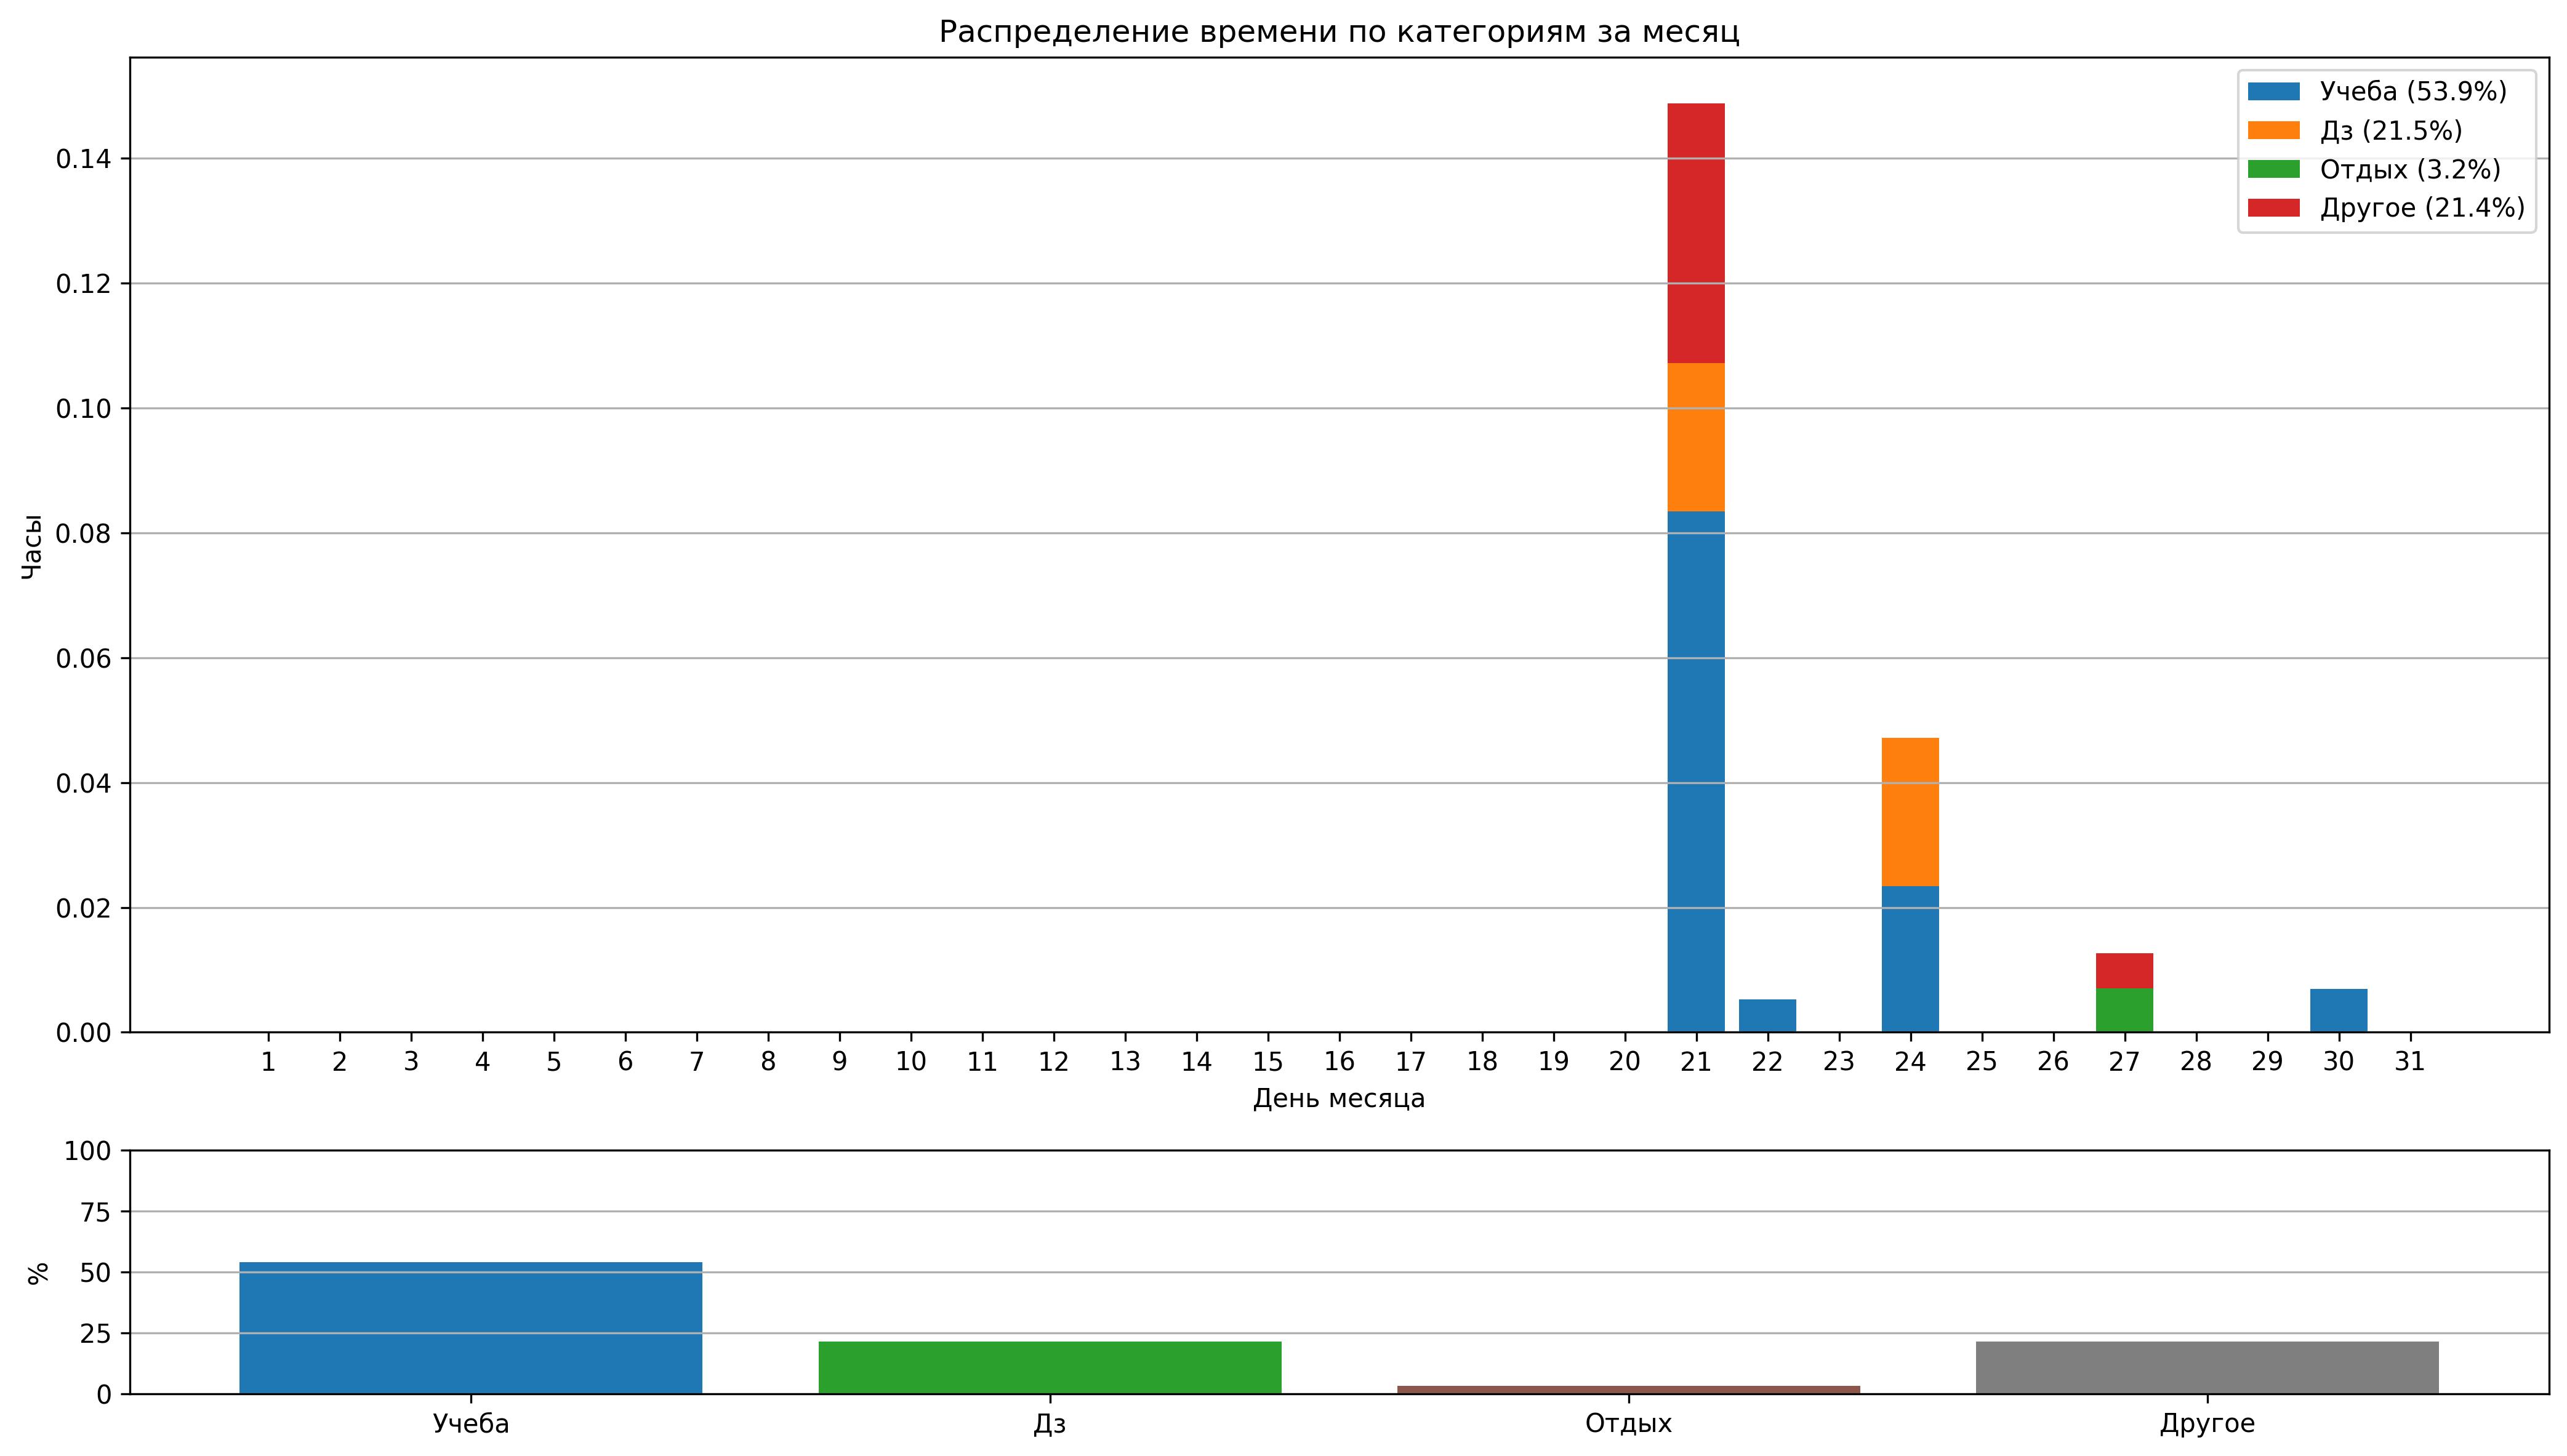 Распределение времени по категориям за месяц
Учеба (53.9%)
Дз (21.5%)
Отдых (3.2%)
Другое (21.4%)
Часы
0.14
0.12
0.10
0.08
0.06
0.04
0.02
0.00
1 2 3 4 5 6 7 8 9 10 11 12 13 14 15 16 17 18 19 20 21 22 23 24 25 26 27 28 29 30 31
День месяца
%
100
75
50
25
0
Учеба Дз Отдых Другое